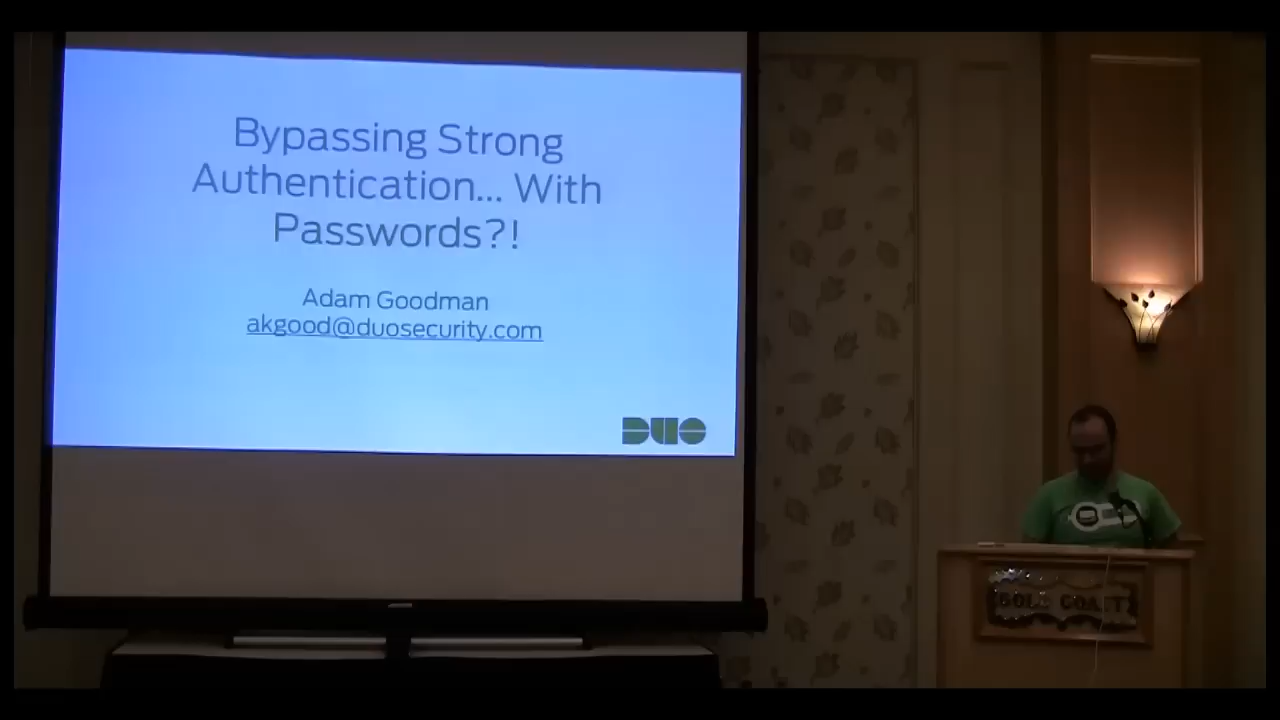 Bypassing Strong
Authentication... With
Passwords?!
Adam Goodman
akgood@duosecurity.com
DUO
GOLD COAST